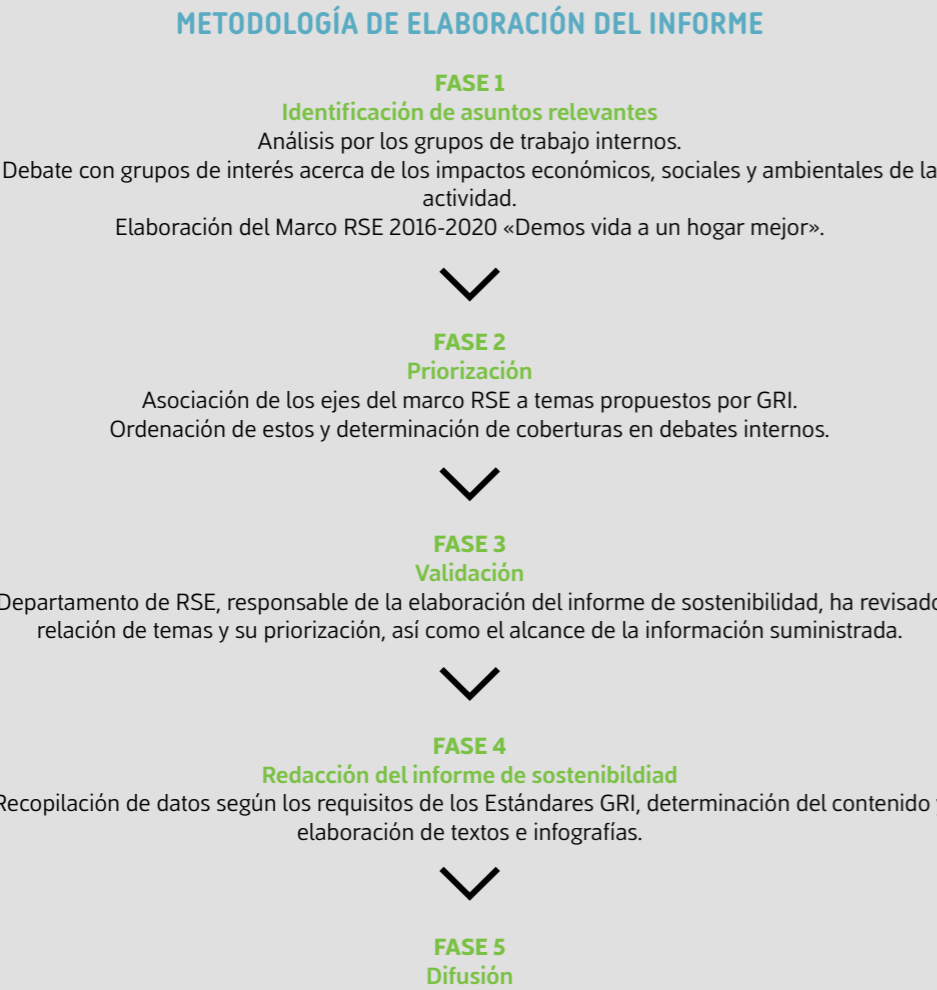 METODOLOGÍA DE ELABORACIÓN DEL INFORME
FASE 1
Identificación de asuntos relevantes
Análisis por los grupos de trabajo internos.
Debate con grupos de interés acerca de los impactos económicos, sociales y ambientales de la
actividad.
Elaboración del Marco RSE 2016-2020 «Demos vida a un hogar mejor».
FASE 2
Priorización
Asociación de los ejes del marco RSE a temas propuestos por GRI.
Ordenación de estos y determinación de coberturas en debates internos.
FASE 3
Validación
Departamento de RSE, responsable de la elaboración del informe de sostenibilidad, ha revisado
relación de temas y su priorización, así como el alcance de la información suministrada.
FASE 4
Redacción del informe de sostenibildiad
Recopilación de datos según los requisitos de los Estándares GRI, determinación del contenido y
elaboración de textos e infografías.
FASE 5
Difusión